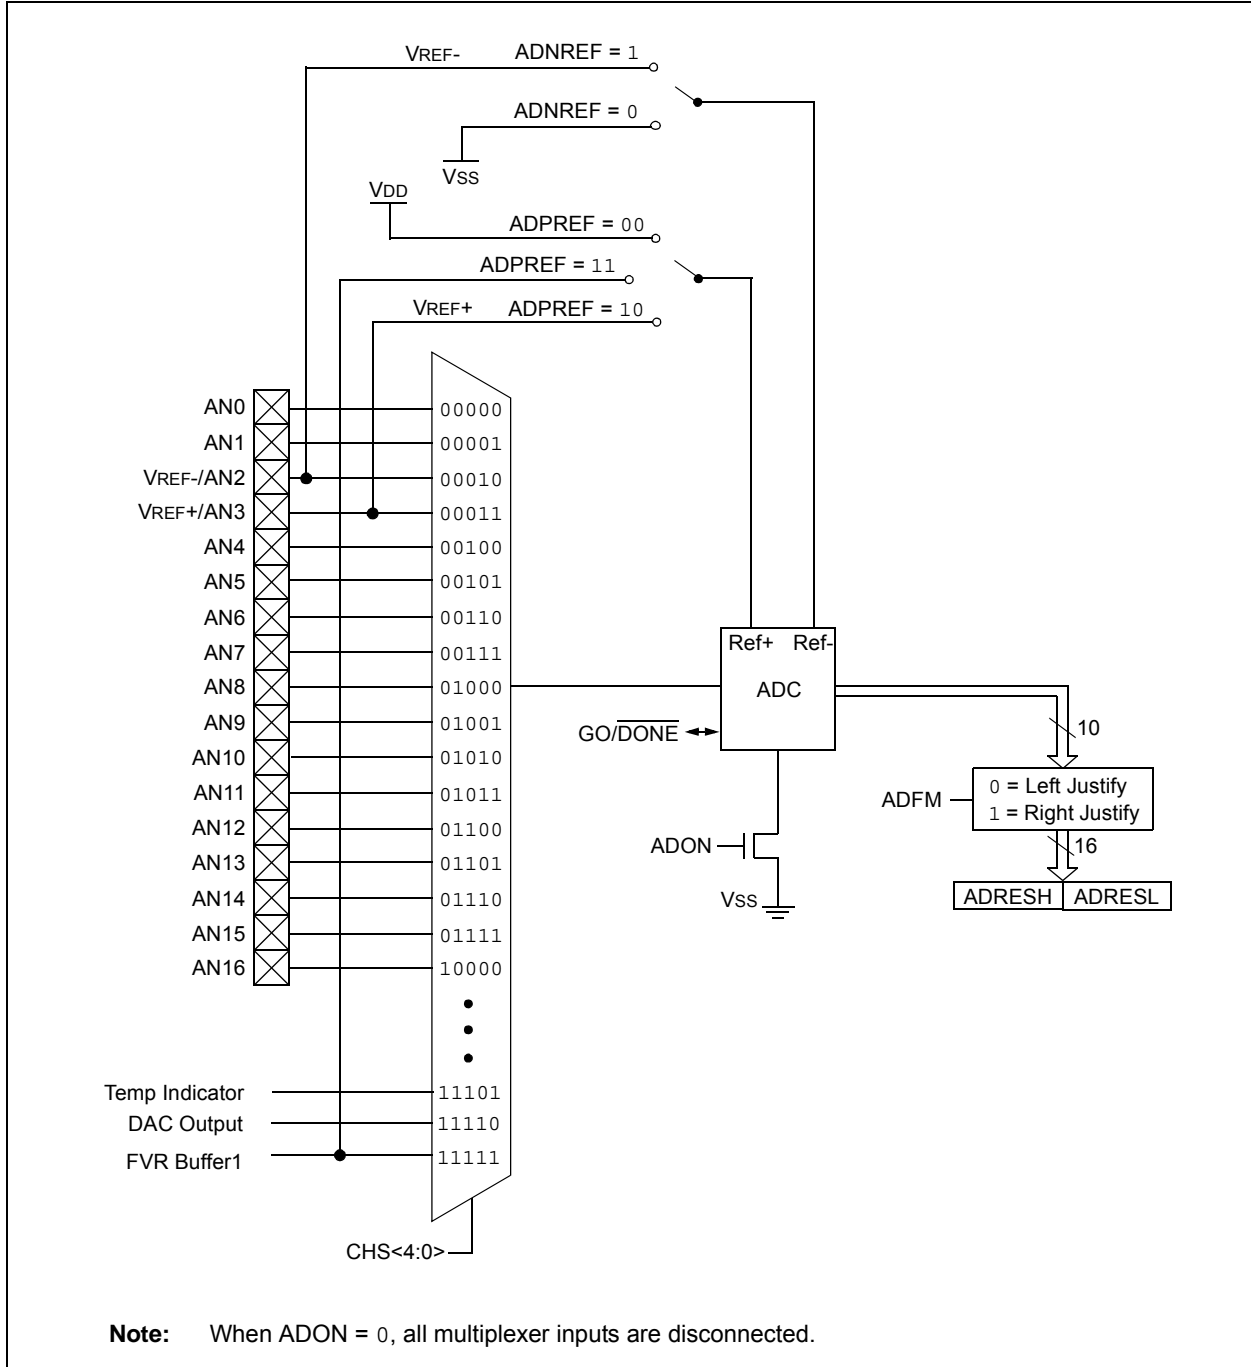 VREF- ADNREF = 1
ADNREF = 0
VSS
VDD
ADPREF = 00
ADPREF = 11
VREF+ ADPREF = 10
AN0 00000
AN1 00001
VREF-/AN2 00010
VREF+/AN3 00011
AN4 00100
AN5 00101
AN6 00110
AN7 00111
AN8 01000
AN9 01001
AN10 01010
AN11 01011
AN12 01100
AN13 01101
AN14 01110
AN15 01111
AN16 10000
Temp Indicator 11101
DAC Output 11110
FVR Buffer1 11111
CHS<4:0>
Ref+ Ref-
ADC
GO/DONE
ADON
VSS
10
ADFM
0 = Left Justify
1 = Right Justify
16
ADRESH ADRESL
Note: When ADON = 0, all multiplexer inputs are disconnected.